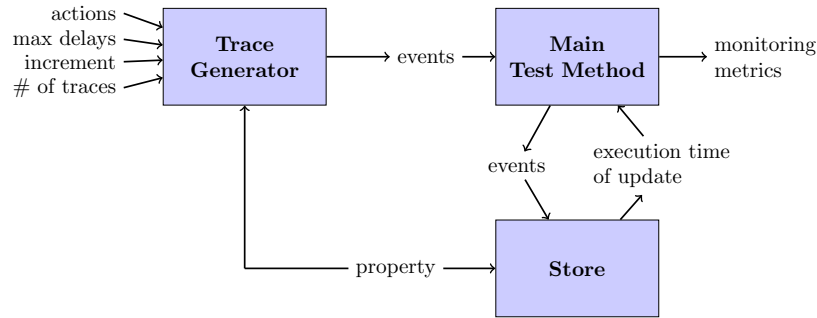 actions
max delays
increment
# of traces
Trace
Generator
events
Main
Test Method
monitoring
metrics
events
execution time
of update
property
Store